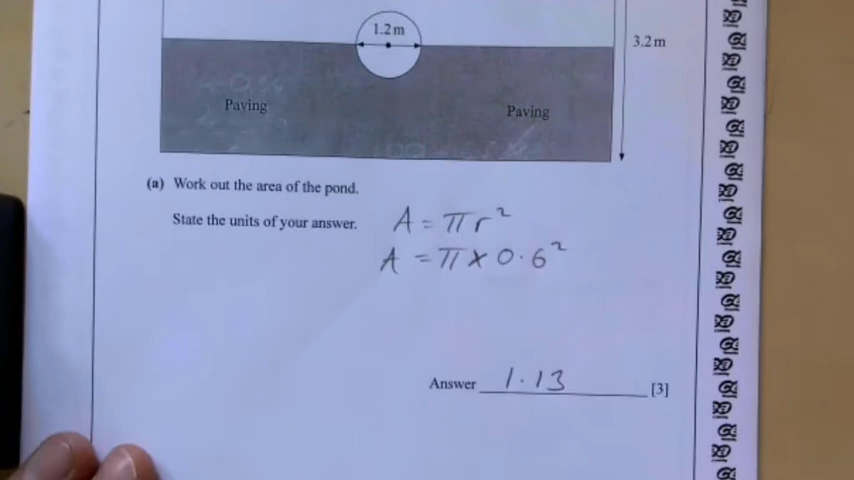 1.2 m
3.2 m
Paving Paving
(a) Work out the area of the pond.
State the units of your answer.
A = πr²
A = π × 0.6²
Answer 1.13 [3]